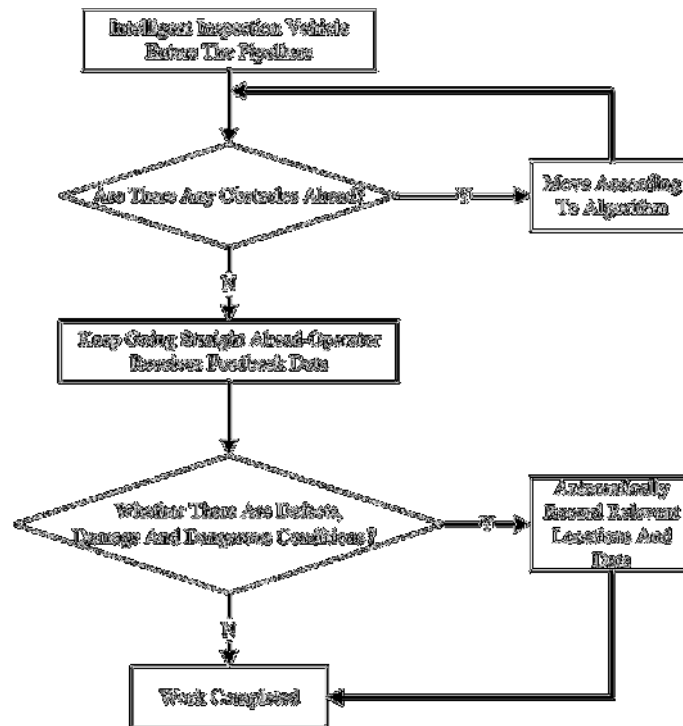 Intelligent Inspection Vehicle
Enters The Pipelines
Are There Any Obstacles Ahead?
Y
Move According
To Algorithm
N
Keep Going Straight Ahead-Operator
Receives Feedback Data
Whether There Are Defects,
Damage And Dangerous Conditions?
Y
Automatically
Record Relevant
Locations And
Data
N
Work Completed